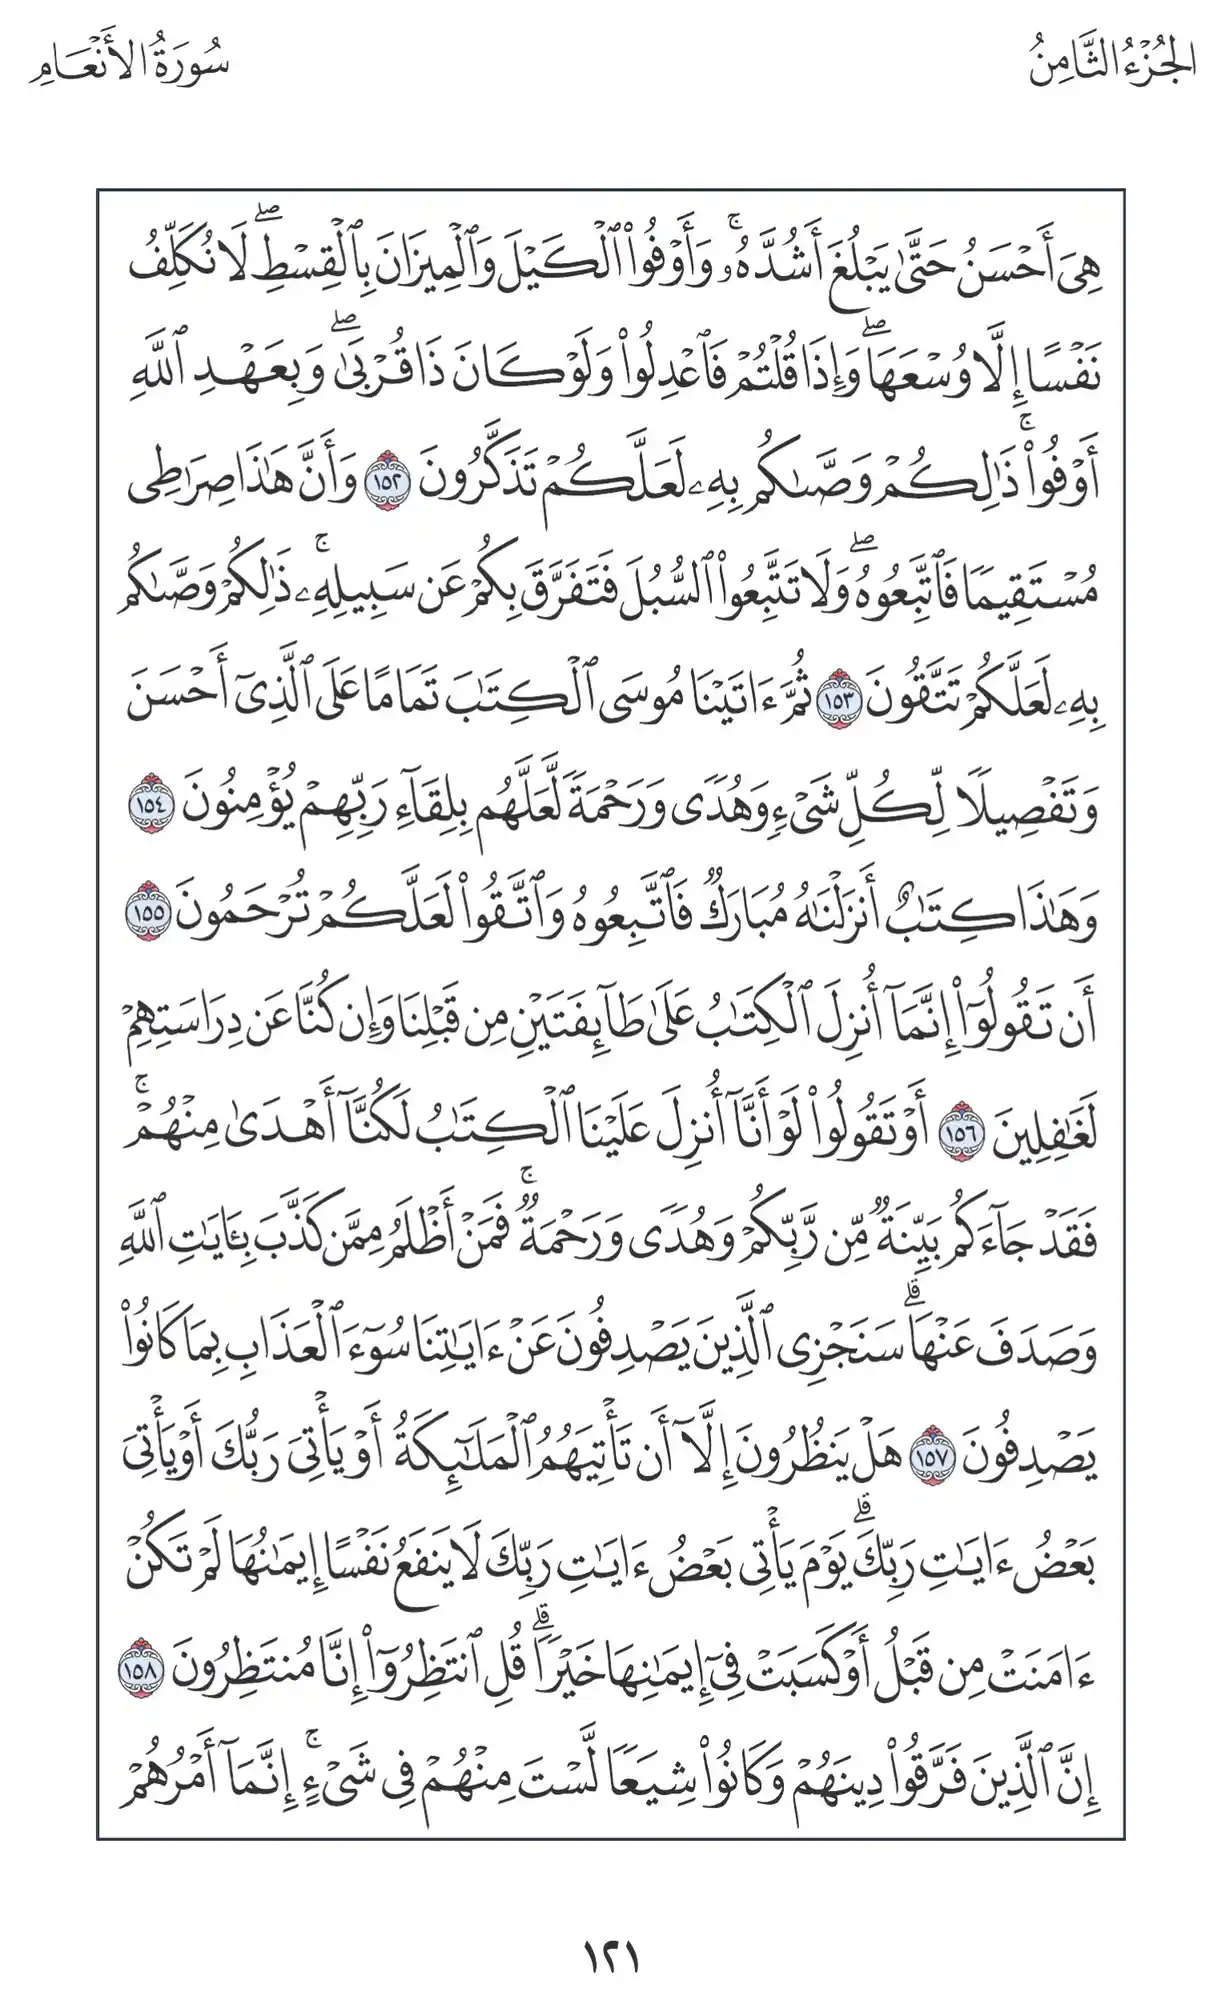 الجُزْءُ الثَّامِنُ
سُورَةُ الأَنْعَامِ
هِيَ أَحْسَنُ حَتَّىٰ يَبْلُغَ أَشُدَّهُۥۚ وَأَوْفُوا۟ ٱلْكَيْلَ وَٱلْمِيزَانَ بِٱلْقِسْطِۖ لَا نُكَلِّفُ
نَفْسًا إِلَّا وُسْعَهَاۖ وَإِذَا قُلْتُمْ فَٱعْدِلُوا۟ وَلَوْ كَانَ ذَا قُرْبَىٰۖ وَبِعَهْدِ ٱللَّهِ
أَوْفُوا۟ۚ ذَٰلِكُمْ وَصَّىٰكُم بِهِۦ لَعَلَّكُمْ تَذَكَّرُونَ ١٥٢ وَأَنَّ هَٰذَا صِرَٰطِى
مُسْتَقِيمًا فَٱتَّبِعُوهُۖ وَلَا تَتَّبِعُوا۟ ٱلسُّبُلَ فَتَفَرَّقَ بِكُمْ عَن سَبِيلِهِۦۚ ذَٰلِكُمْ وَصَّىٰكُم
بِهِۦ لَعَلَّكُمْ تَتَّقُونَ ١٥٣ ثُمَّ ءَاتَيْنَا مُوسَى ٱلْكِتَٰبَ تَمَامًا عَلَى ٱلَّذِىٓ أَحْسَنَ
وَتَفْصِيلًا لِّكُلِّ شَىْءٍ وَهُدًى وَرَحْمَةً لَّعَلَّهُم بِلِقَآءِ رَبِّهِمْ يُؤْمِنُونَ ١٥٤
وَهَٰذَا كِتَٰبٌ أَنزَلْنَٰهُ مُبَارَكٌ فَٱتَّبِعُوهُ وَٱتَّقُوا۟ لَعَلَّكُمْ تُرْحَمُونَ ١٥٥
أَن تَقُولُوٓا۟ إِنَّمَآ أُنزِلَ ٱلْكِتَٰبُ عَلَىٰ طَآئِفَتَيْنِ مِن قَبْلِنَا وَإِن كُنَّا عَن دِرَاسَتِهِمْ
لَغَٰفِلِينَ ١٥٦ أَوْ تَقُولُوا۟ لَوْ أَنَّآ أُنزِلَ عَلَيْنَا ٱلْكِتَٰبُ لَكُنَّآ أَهْدَىٰ مِنْهُمْۚ
فَقَدْ جَآءَكُم بَيِّنَةٌ مِّن رَّبِّكُمْ وَهُدًى وَرَحْمَةٌۚ فَمَنْ أَظْلَمُ مِمَّن كَذَّبَ بِـَٔايَٰتِ ٱللَّهِ
وَصَدَفَ عَنْهَاۗ سَنَجْزِى ٱلَّذِينَ يَصْدِفُونَ عَنْ ءَايَٰتِنَا سُوٓءَ ٱلْعَذَابِ بِمَا كَانُوا۟
يَصْدِفُونَ ١٥٧ هَلْ يَنظُرُونَ إِلَّآ أَن تَأْتِيَهُمُ ٱلْمَلَٰٓئِكَةُ أَوْ يَأْتِىَ رَبُّكَ أَوْ يَأْتِىَ
بَعْضُ ءَايَٰتِ رَبِّكَۗ يَوْمَ يَأْتِى بَعْضُ ءَايَٰتِ رَبِّكَ لَا يَنفَعُ نَفْسًا إِيمَٰنُهَا لَمْ تَكُنْ
ءَامَنَتْ مِن قَبْلُ أَوْ كَسَبَتْ فِىٓ إِيمَٰنِهَا خَيْرًاۗ قُلِ ٱنتَظِرُوٓا۟ إِنَّا مُنتَظِرُونَ ١٥٨
إِنَّ ٱلَّذِينَ فَرَّقُوا۟ دِينَهُمْ وَكَانُوا۟ شِيَعًا لَّسْتَ مِنْهُمْ فِى شَىْءٍۚ إِنَّمَآ أَمْرُهُمْ
١٢١